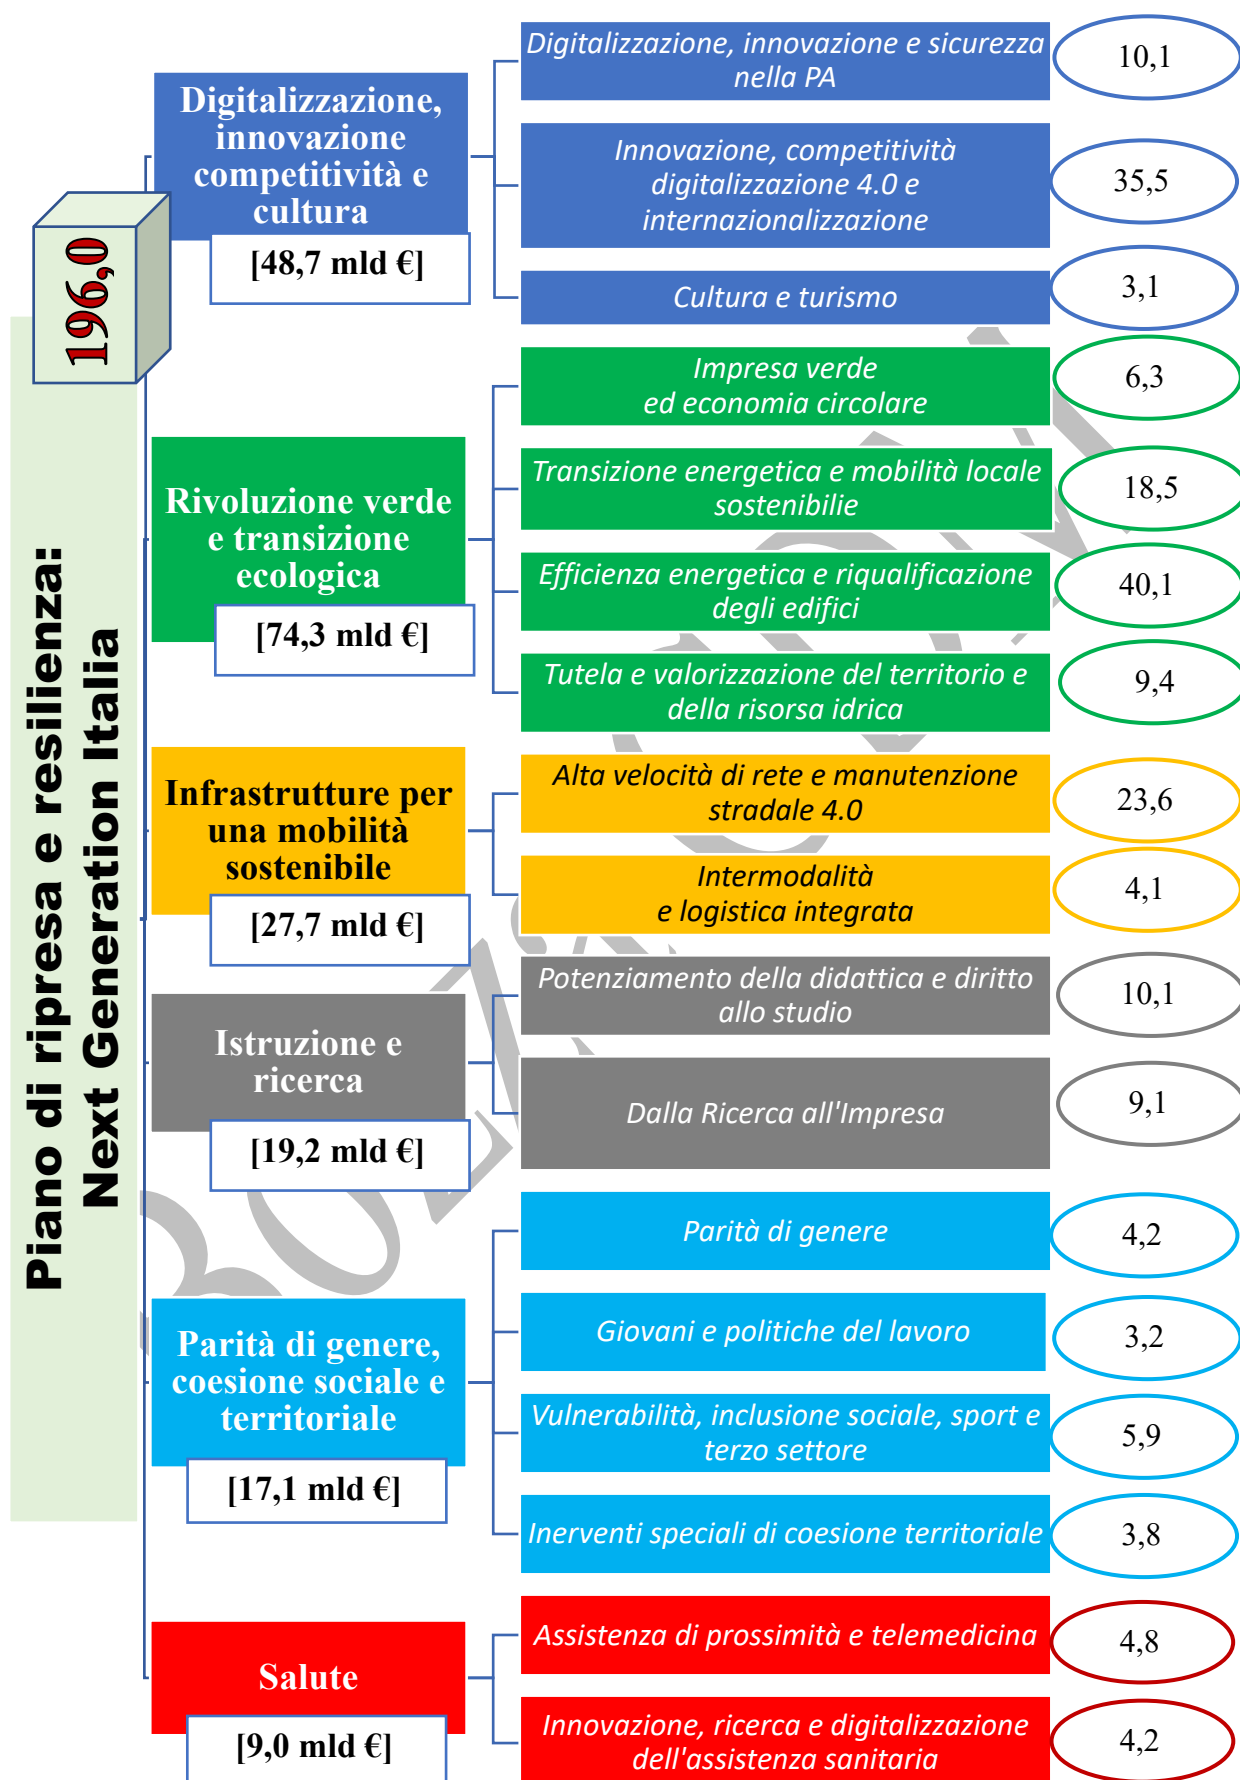 Piano di ripresa e resilienza:
Next Generation Italia
196,0
Digitalizzazione,
innovazione
competitività e
cultura
[48,7 mld €]
Digitalizzazione, innovazione e sicurezza
nella PA
10,1
Innovazione, competitività
digitalizzazione 4.0 e
internazionalizzazione
35,5
Cultura e turismo
3,1
Rivoluzione verde
e transizione
ecologica
[74,3 mld €]
Impresa verde
ed economia circolare
6,3
Transizione energetica e mobilità locale
sostenibilie
18,5
Efficienza energetica e riqualificazione
degli edifici
40,1
Tutela e valorizzazione del territorio e
della risorsa idrica
9,4
Infrastrutture per
una mobilità
sostenibile
[27,7 mld €]
Alta velocità di rete e manutenzione
stradale 4.0
23,6
Intermodalità
e logistica integrata
4,1
Istruzione e
ricerca
[19,2 mld €]
Potenziamento della didattica e diritto
allo studio
10,1
Dalla Ricerca all'Impresa
9,1
Parità di genere,
coesione sociale e
territoriale
[17,1 mld €]
Parità di genere
4,2
Giovani e politiche del lavoro
3,2
Vulnerabilità, inclusione sociale, sport e
terzo settore
5,9
Inerventi speciali di coesione territoriale
3,8
Salute
[9,0 mld €]
Assistenza di prossimità e telemedicina
4,8
Innovazione, ricerca e digitalizzazione
dell'assistenza sanitaria
4,2